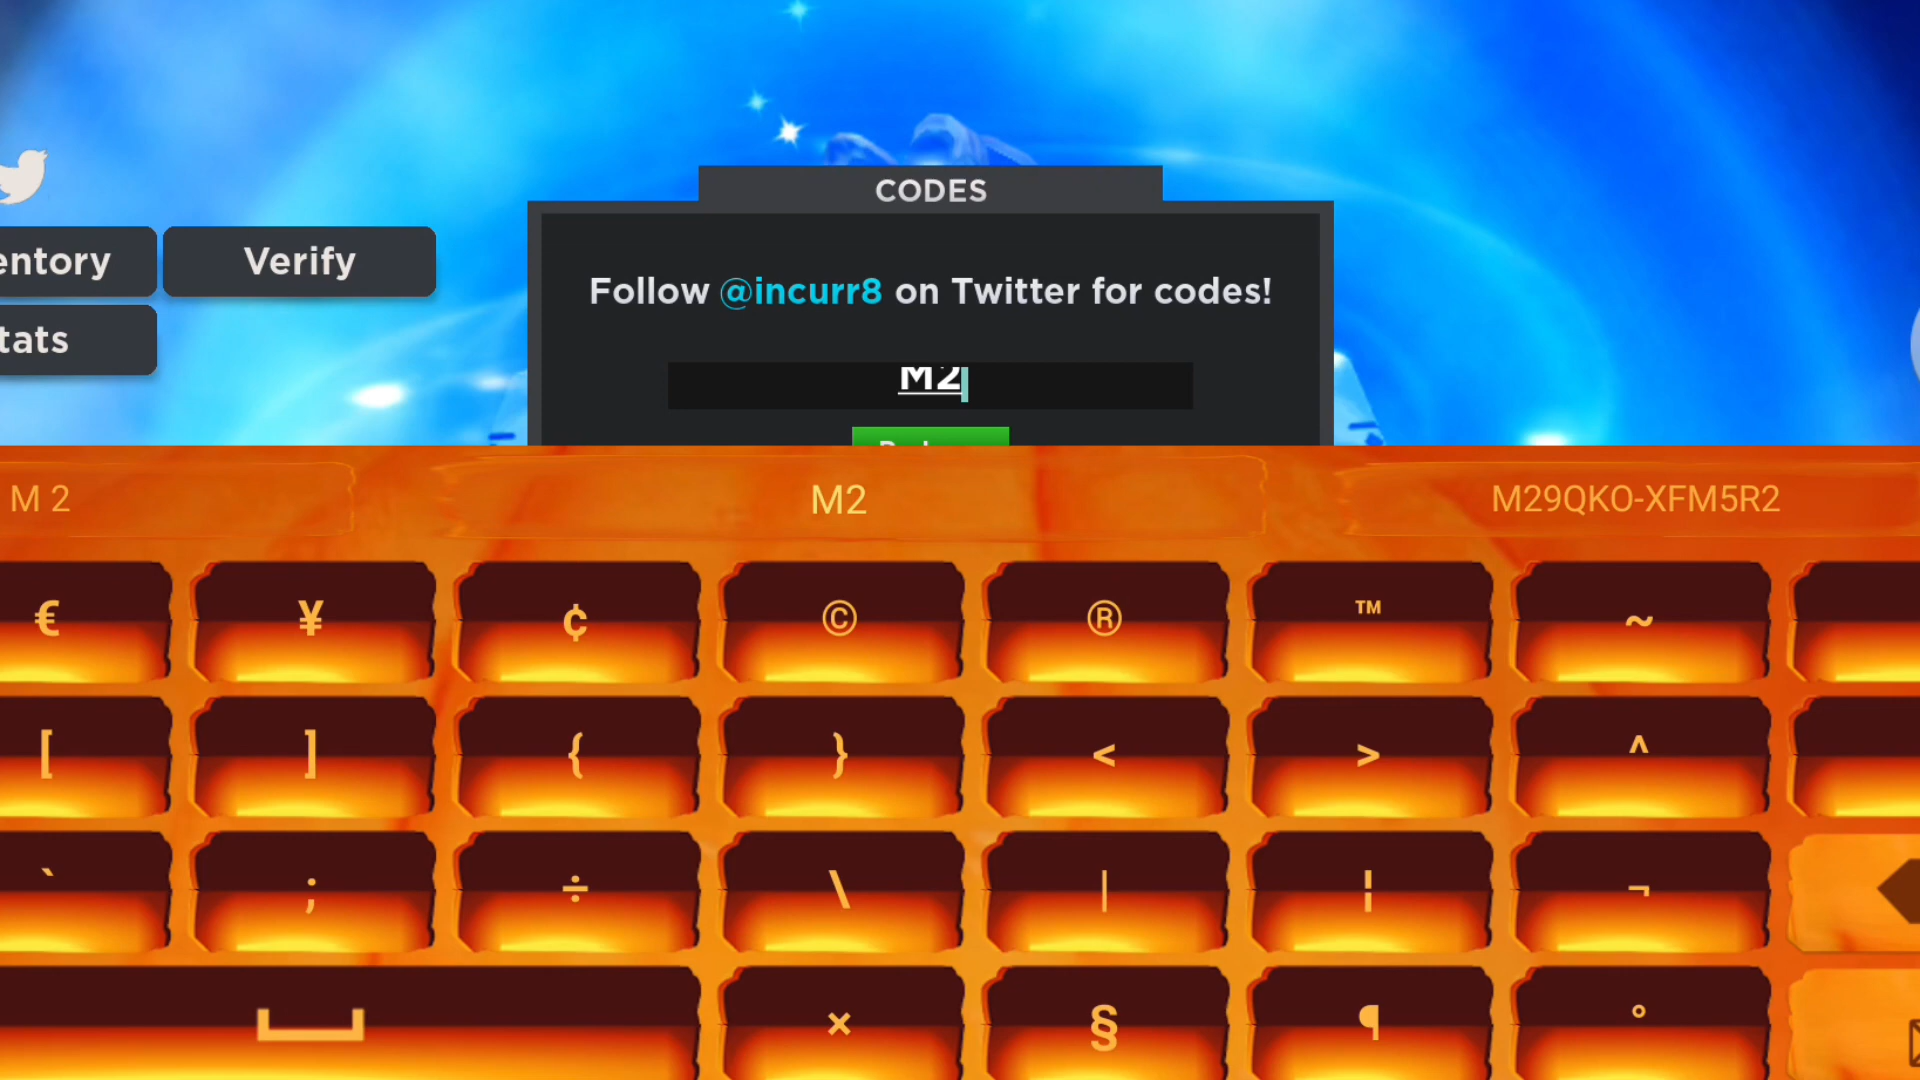 CODES
entory
Verify
Follow @incurr8 on Twitter for codes!
tats
M2
M 2
M2
M29QKO-XFM5R2
€ ¥ ¢ © ® ™ ~
[ ] { } < > ^
` ; ÷ \ | ¦ ¬
× § ¶ °